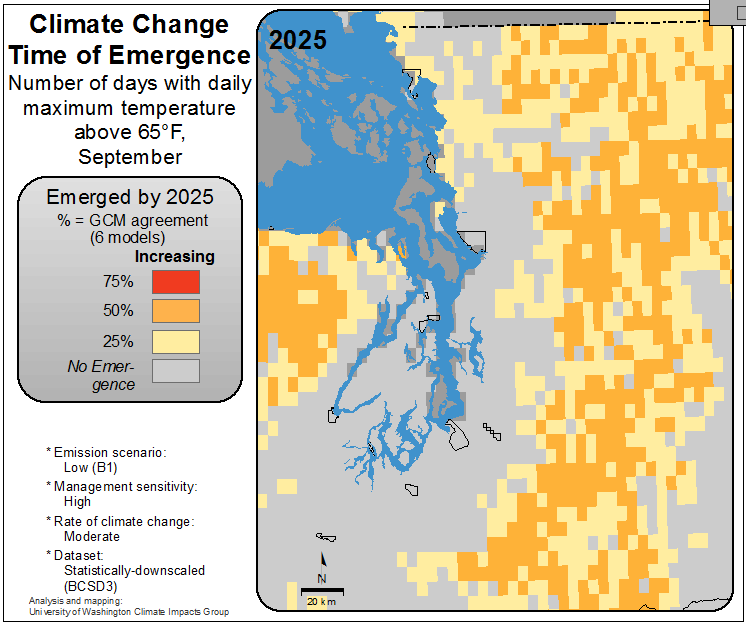 Climate Change
Time of Emergence
Number of days with daily
maximum temperature
above 65°F,
September
Emerged by 2025
% = GCM agreement
(6 models)
Increasing
75%
50%
25%
No Emer-
gence
* Emission scenario:
Low (B1)
* Management sensitivity:
High
* Rate of climate change:
Moderate
* Dataset:
Statistically-downscaled
(BCSD3)
Analysis and mapping:
University of Washington Climate Impacts Group
2025
N
20 km